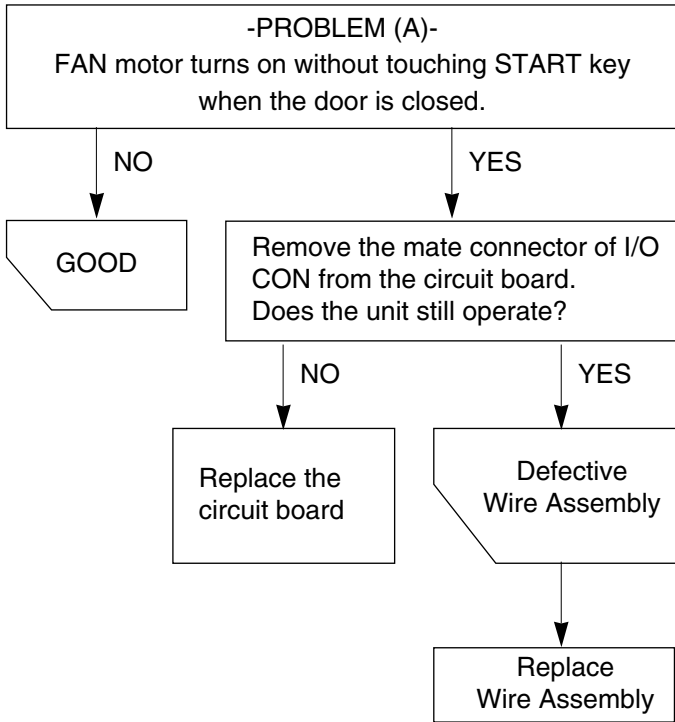 -PROBLEM (A)-
FAN motor turns on without touching START key
when the door is closed.
NO
YES
GOOD
Remove the mate connector of I/O
CON from the circuit board.
Does the unit still operate?
NO
YES
Replace the
circuit board
Defective
Wire Assembly
Replace
Wire Assembly